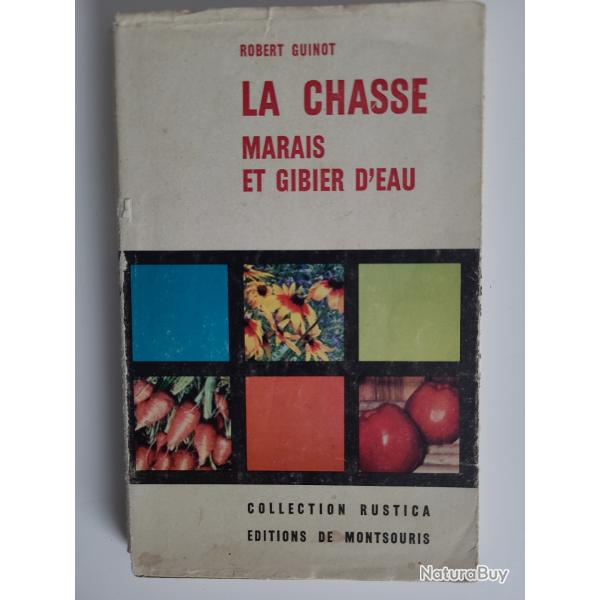 ROBERT GUINOT
LA CHASSE
MARAIS
ET GIBIER D'EAU
COLLECTION RUSTICA
EDITIONS DE MONTSOURIS
NaturaBuy